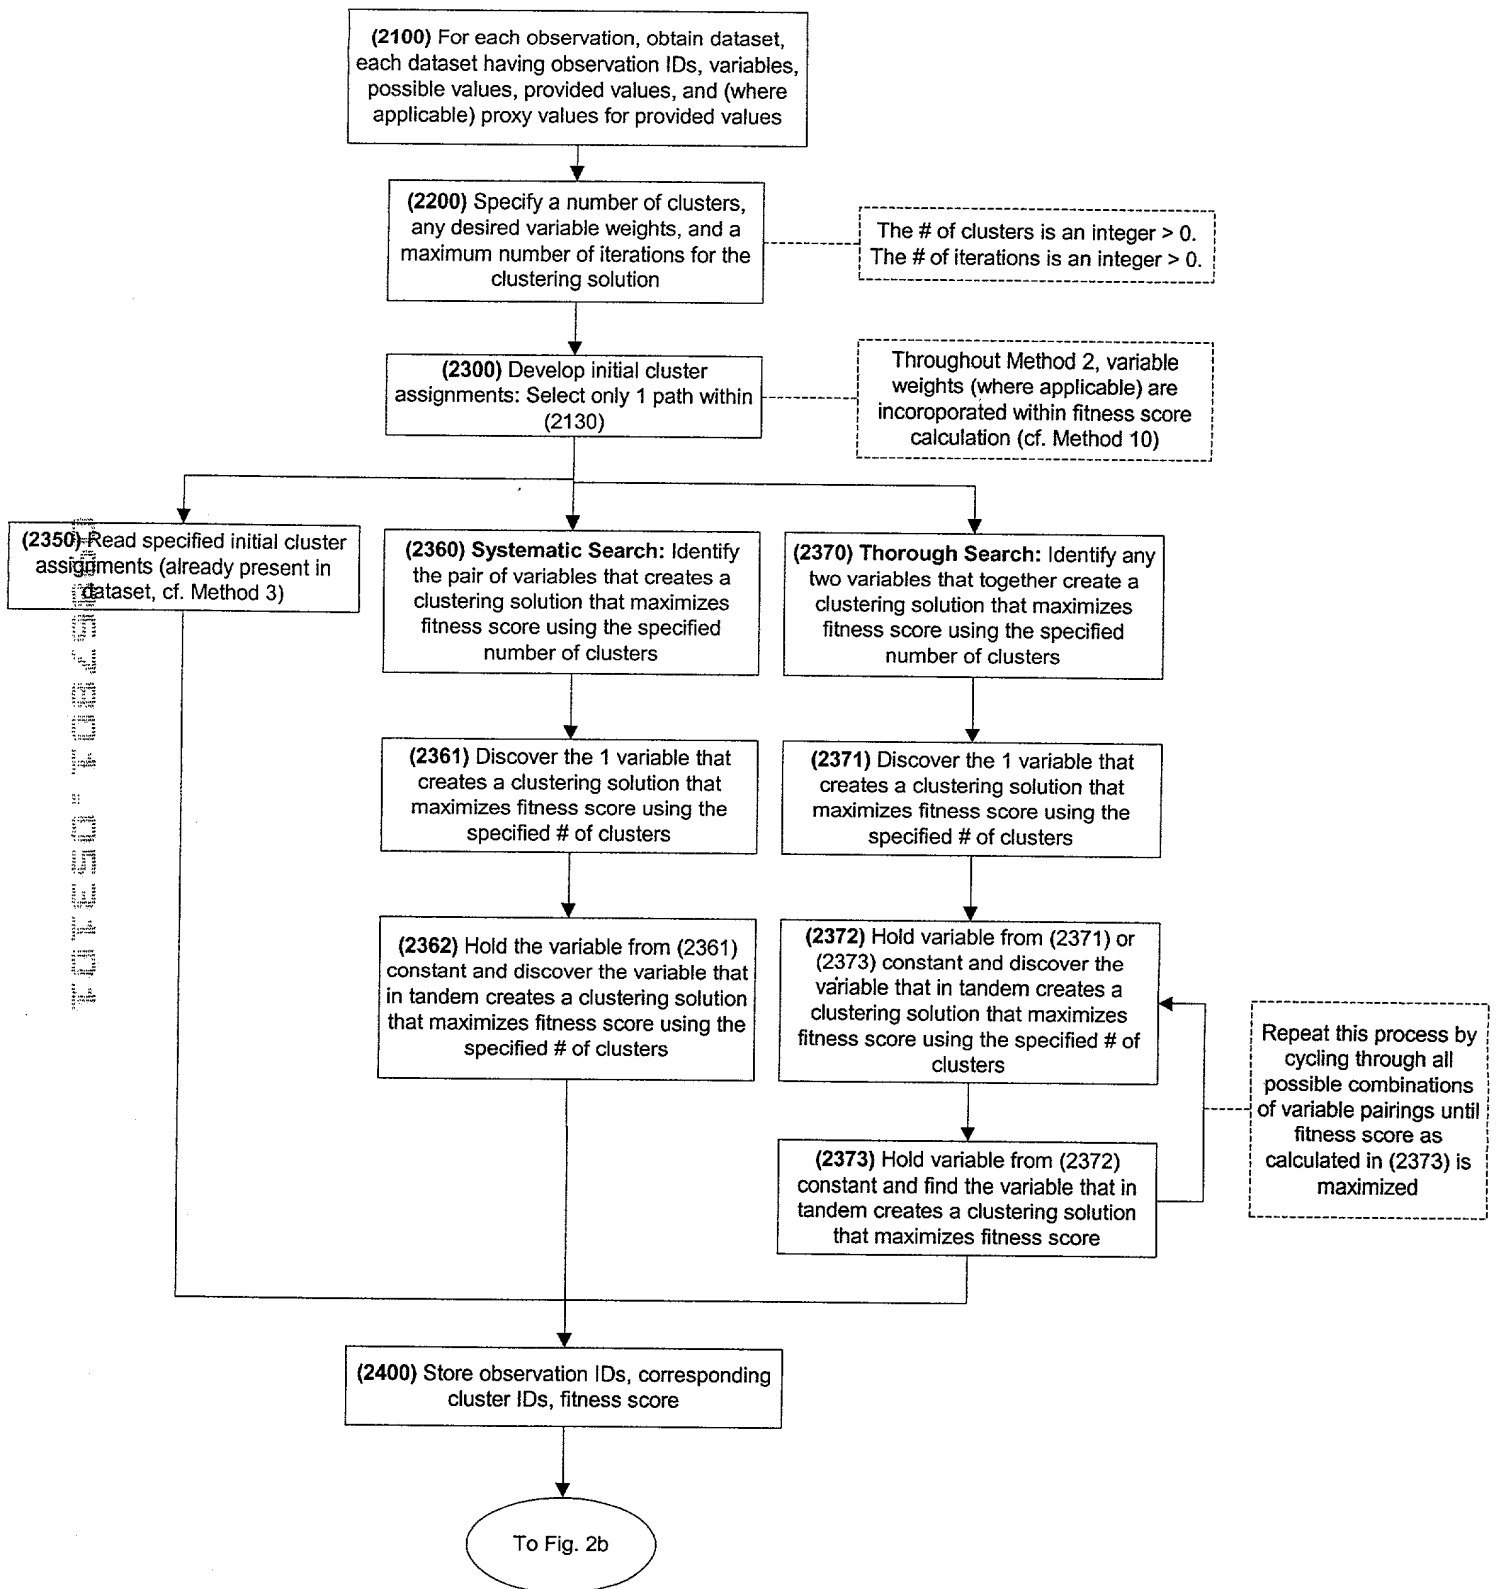 (2100) For each observation, obtain dataset,
each dataset having observation IDs, variables,
possible values, provided values, and (where
applicable) proxy values for provided values
(2200) Specify a number of clusters,
any desired variable weights, and a
maximum number of iterations for the
clustering solution
The # of clusters is an integer > 0.
The # of iterations is an integer > 0.
(2300) Develop initial cluster
assignments: Select only 1 path within
(2130)
Throughout Method 2, variable
weights (where applicable) are
incoroporated within fitness score
calculation (cf. Method 10)
(2350) Read specified initial cluster
assignments (already present in
dataset, cf. Method 3)
(2360) Systematic Search: Identify
the pair of variables that creates a
clustering solution that maximizes
fitness score using the specified
number of clusters
(2370) Thorough Search: Identify any
two variables that together create a
clustering solution that maximizes
fitness score using the specified
number of clusters
(2361) Discover the 1 variable that
creates a clustering solution that
maximizes fitness score using the
specified # of clusters
(2371) Discover the 1 variable that
creates a clustering solution that
maximizes fitness score using the
specified # of clusters
(2362) Hold the variable from (2361)
constant and discover the variable that
in tandem creates a clustering solution
that maximizes fitness score using the
specified # of clusters
(2372) Hold variable from (2371) or
(2373) constant and discover the
variable that in tandem creates a
clustering solution that maximizes
fitness score using the specified # of
clusters
Repeat this process by
cycling through all
possible combinations
of variable pairings until
fitness score as
calculated in (2373) is
maximized
(2373) Hold variable from (2372)
constant and find the variable that in
tandem creates a clustering solution
that maximizes fitness score
(2400) Store observation IDs, corresponding
cluster IDs, fitness score
To Fig. 2b